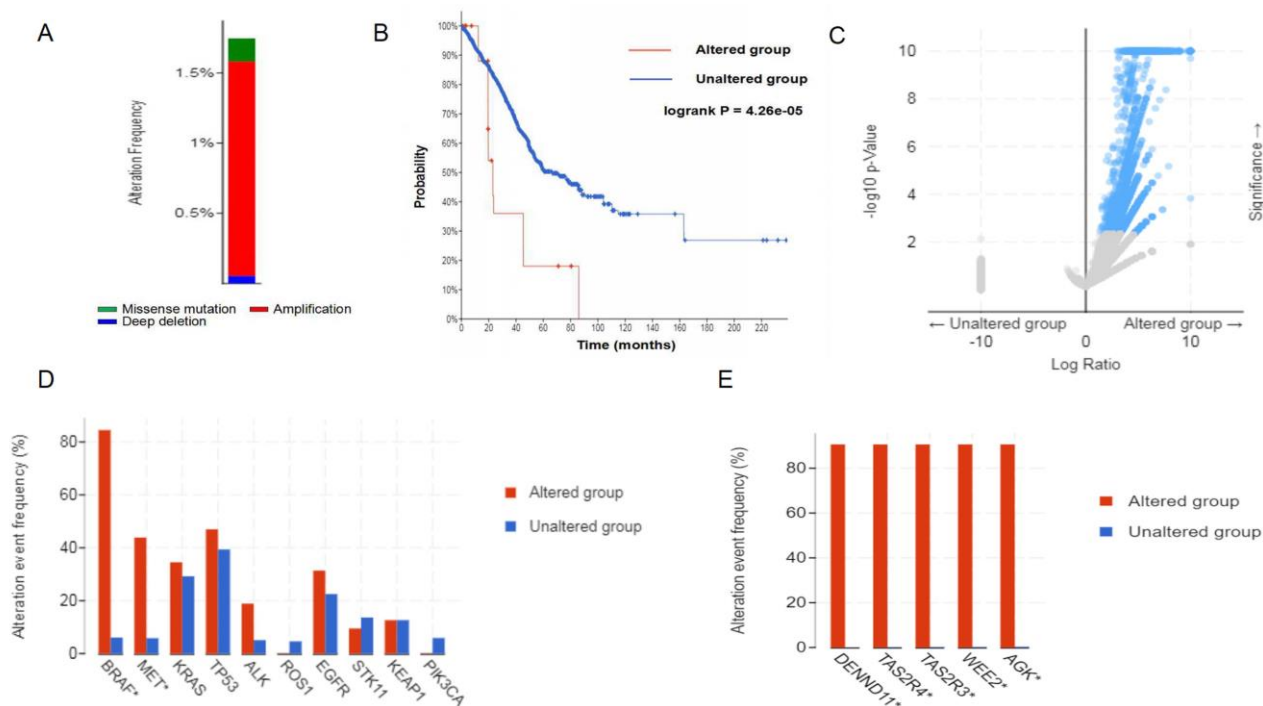 A
Alteration Frequency
1.5%
1%
0.5%
Missense mutation
Amplification
Deep deletion
B
Probability
100%
90%
80%
70%
60%
50%
40%
30%
20%
10%
0%
Altered group
Unaltered group
logrank P = 4.26e-05
0 20 40 60 80 100 120 140 160 180 200 220
Time (months)
C
-log10 p-Value
10
8
6
4
2
Significance →
← Unaltered group
Altered group →
-10 0 10
Log Ratio
D
Alteration event frequency (%)
80
60
40
20
0
BRAF* MET* KRAS TP53 ALK ROS1 EGFR STK11 KEAP1 PIK3CA
Altered group
Unaltered group
E
Alteration event frequency (%)
80
60
40
20
0
DENND11* TAS2R4* TAS2R3* WEE2* AGK*
Altered group
Unaltered group